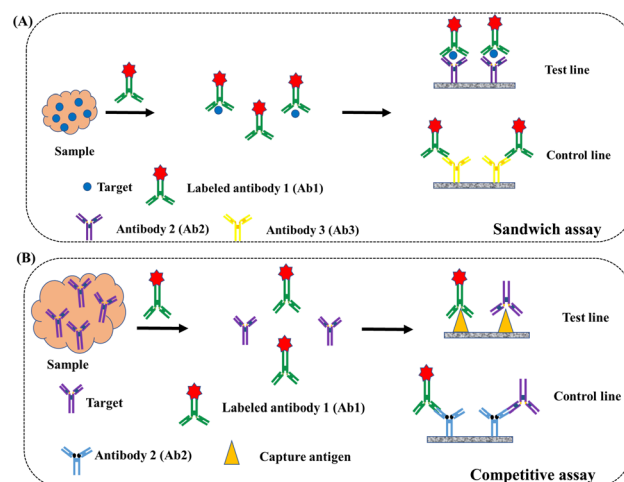 (A)
Test line
Sample
Control line
Target
Labeled antibody 1 (Ab1)
Antibody 2 (Ab2)
Antibody 3 (Ab3)
Sandwich assay
(B)
Test line
Sample
Control line
Target
Labeled antibody 1 (Ab1)
Antibody 2 (Ab2)
Capture antigen
Competitive assay